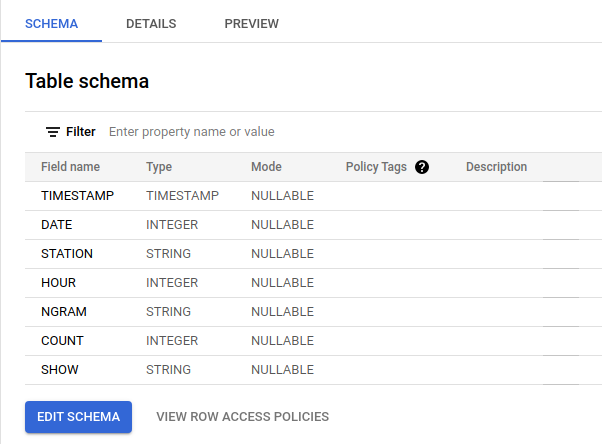 SCHEMA DETAILS PREVIEW
Table schema
Filter Enter property name or value
Field name Type Mode Policy Tags ? Description
TIMESTAMP TIMESTAMP NULLABLE
DATE INTEGER NULLABLE
STATION STRING NULLABLE
HOUR INTEGER NULLABLE
NGRAM STRING NULLABLE
COUNT INTEGER NULLABLE
SHOW STRING NULLABLE
EDIT SCHEMA VIEW ROW ACCESS POLICIES